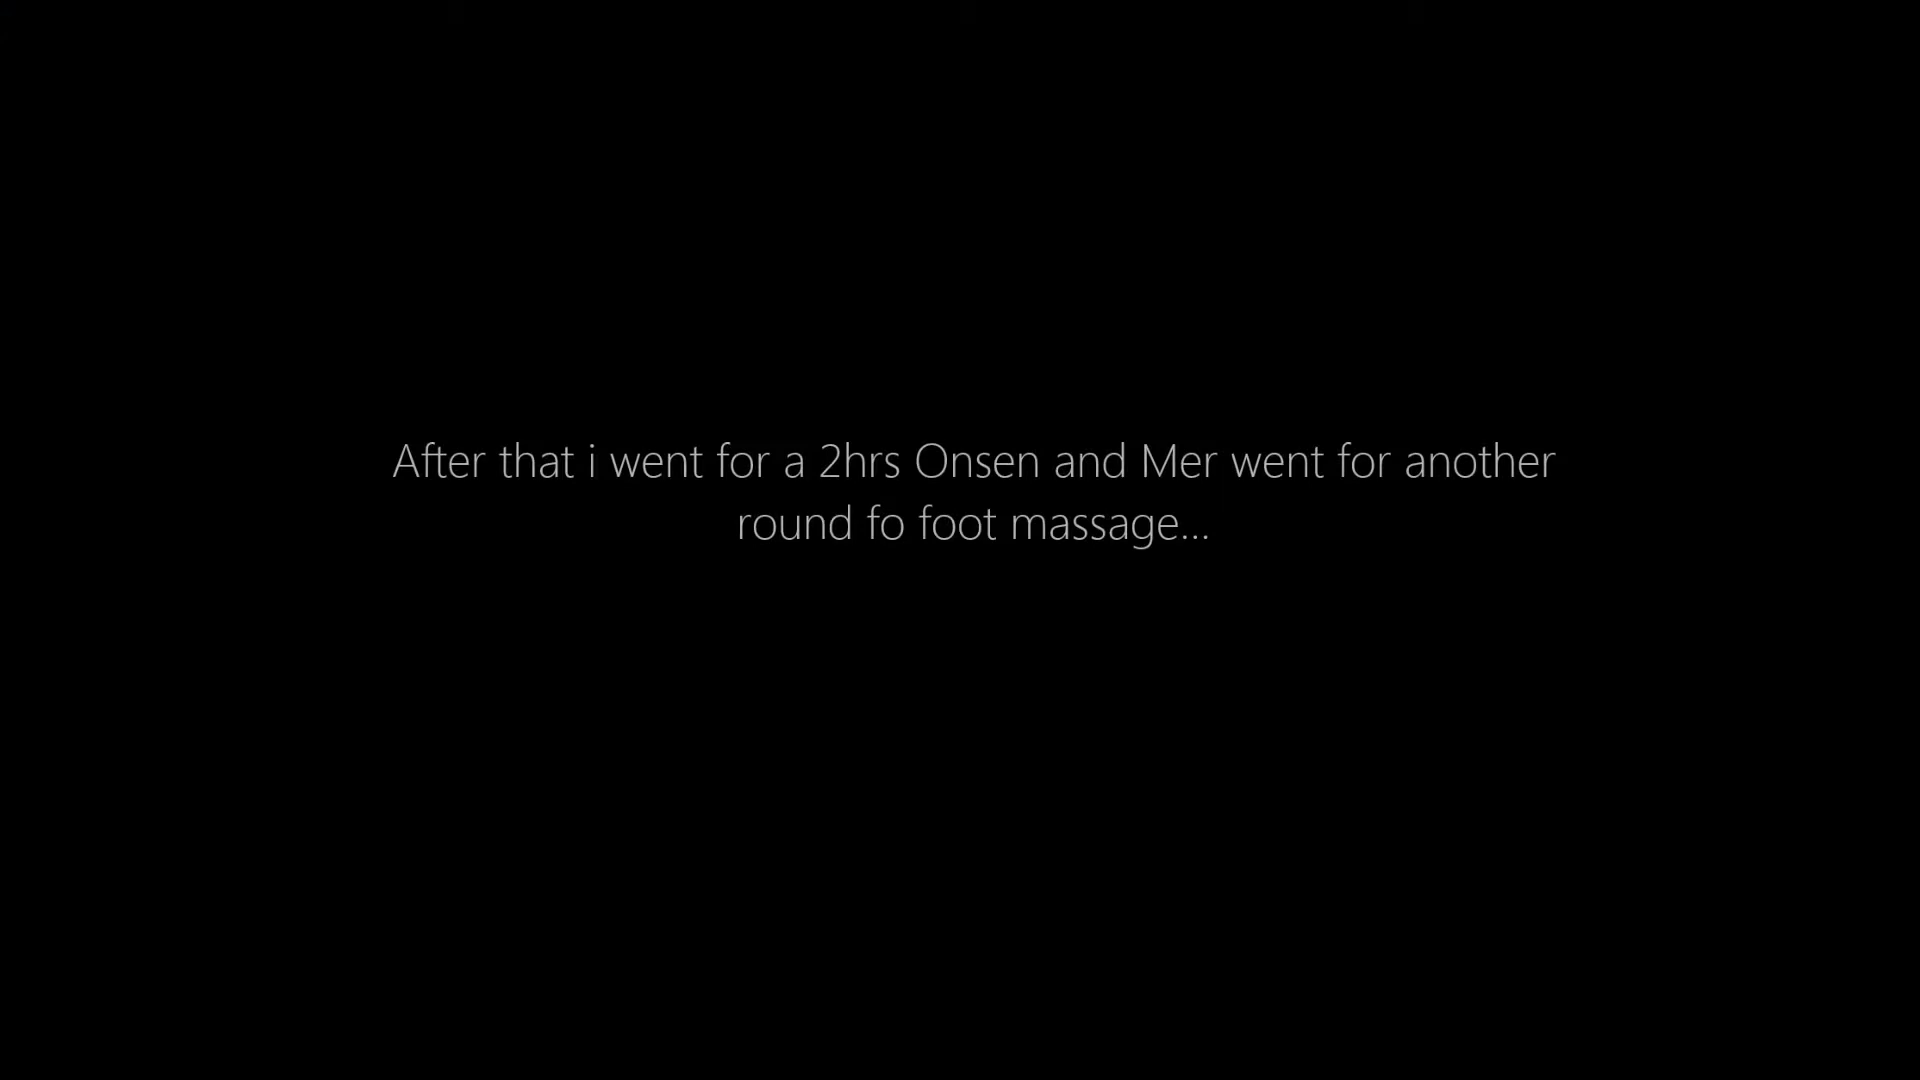 After that i went for a 2hrs Onsen and Mer went for another
round fo foot massage...